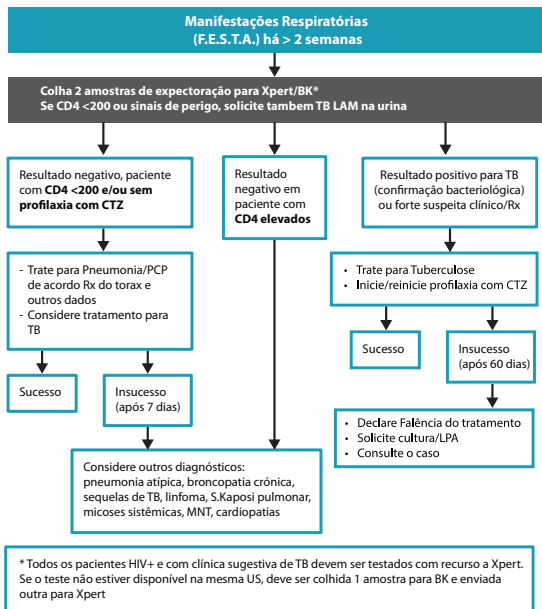 Manifestações Respiratórias
(F.E.S.T.A.) há > 2 semanas
Colha 2 amostras de expectoração para Xpert/BK*
Se CD4 <200 ou sinais de perigo, solicite tambem TB LAM na urina
Resultado negativo, paciente
com CD4 <200 e/ou sem
profilaxia com CTZ
Resultado
negativo em
paciente com
CD4 elevados
Resultado positivo para TB
(confirmação bacteriológica)
ou forte suspeita clínico/Rx
- Trate para Pneumonia/PCP
de acordo Rx do torax e
outros dados
- Considere tratamento para
TB
• Trate para Tuberculose
• Inicie/reinicie profilaxia com CTZ
Sucesso
Insucesso
(após 7 dias)
Sucesso
Insucesso
(após 60 dias)
• Declare Falência do tratamento
• Solicite cultura/LPA
• Consulte o caso
Considere outros diagnósticos:
pneumonia atípica, broncopatia crónica,
sequelas de TB, linfoma, S.Kaposi pulmonar,
micoses sistêmicas, MNT, cardiopatias
* Todos os pacientes HIV+ e com clínica sugestiva de TB devem ser testados com recurso a Xpert.
Se o teste não estiver disponível na mesma US, deve ser colhida 1 amostra para BK e enviada
outra para Xpert